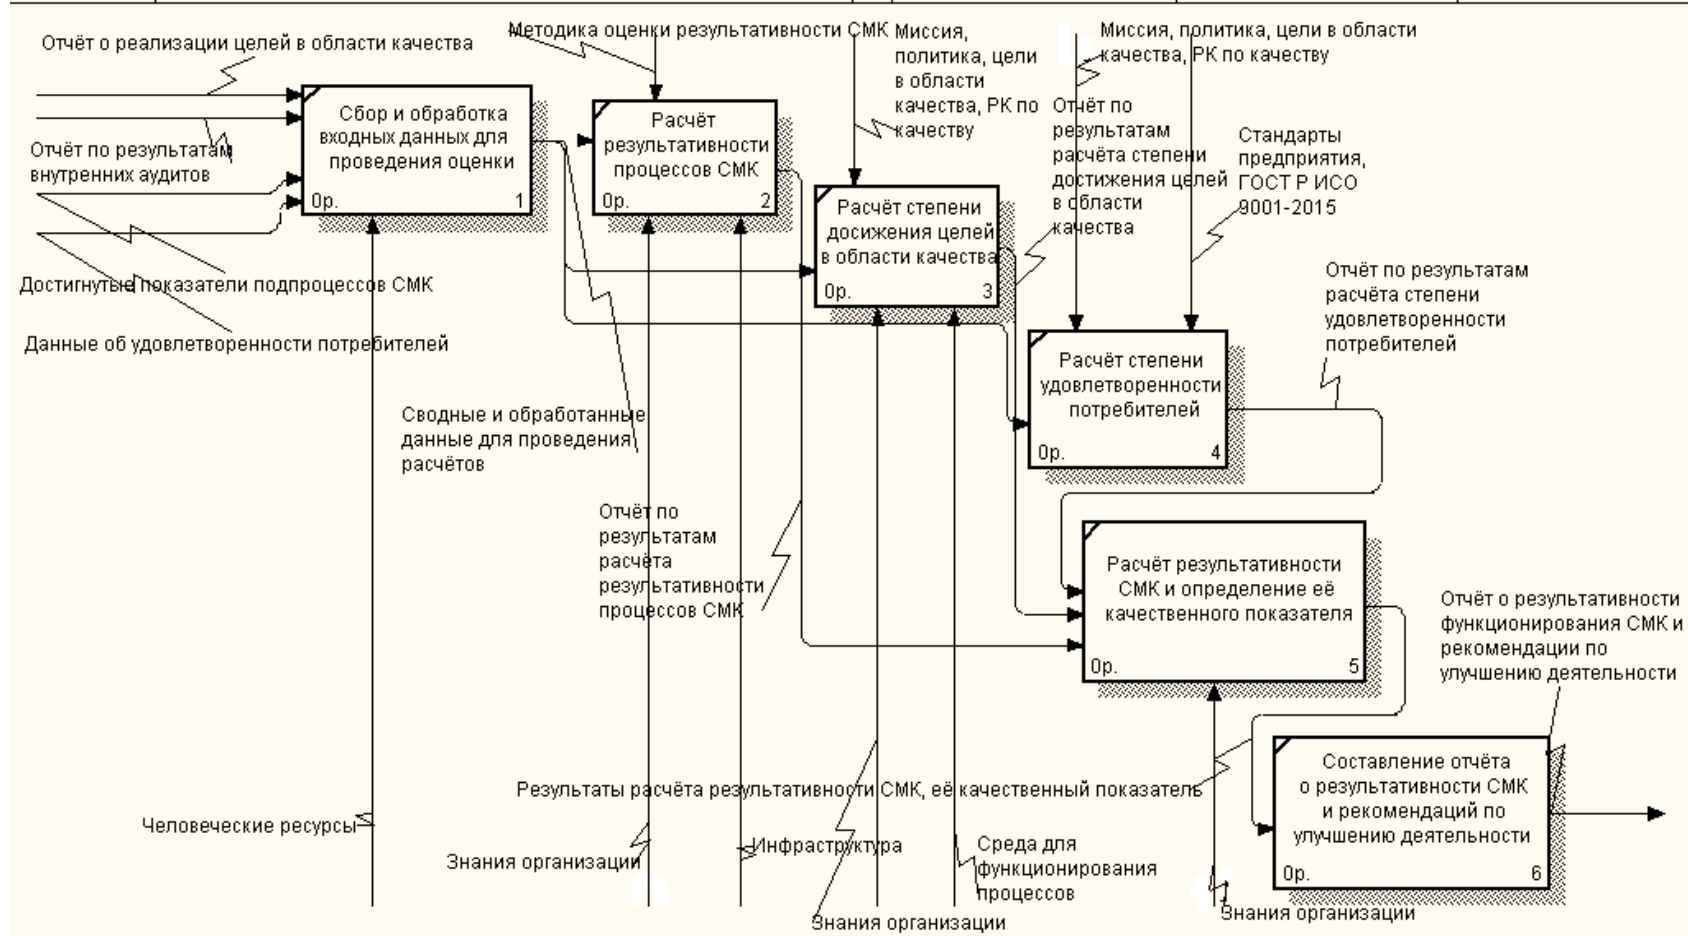 Отчёт о реализации целей в области качества
Методика оценки результативности СМК
Миссия,
политика, цели
в области
качества, РК по
качеству
Миссия, политика, цели в области
качества, РК по качеству
Сбор и обработка
входных данных для
проведения оценки
0р. 1
Отчёт по результатам
внутренних аудитов
Расчёт
результативности
процессов СМК
0р. 2
Отчёт по
результатам
расчёта степени
достижения целей
в области
качества
Стандарты
предприятия,
ГОСТ Р ИСО
9001-2015
Расчёт степени
досижения целей
в области качества
0р. 3
Достигнутые показатели подпроцессов СМК
Данные об удовлетворенности потребителей
Отчёт по результатам
расчёта степени
удовлетворенности
потребителей
Расчёт степени
удовлетворенности
потребителей
0р. 4
Сводные и обработанные
данные для проведения
расчётов
Отчёт по
результатам
расчёта
результативности
процессов СМК
Расчёт результативности
СМК и определение её
качественного показателя
0р. 5
Отчёт о результативности
функционирования СМК и
рекомендации по
улучшению деятельности
Результаты расчёта результативности СМК, её качественный показатель
Составление отчёта
о результативности СМК
и рекомендаций по
улучшению деятельности
0р. 6
Человеческие ресурсы
Знания организации
Инфраструктура
Среда для
функционирования
процессов
Знания организации
Знания организации